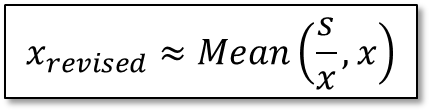 x_revised ≈ Mean(s/x, x)